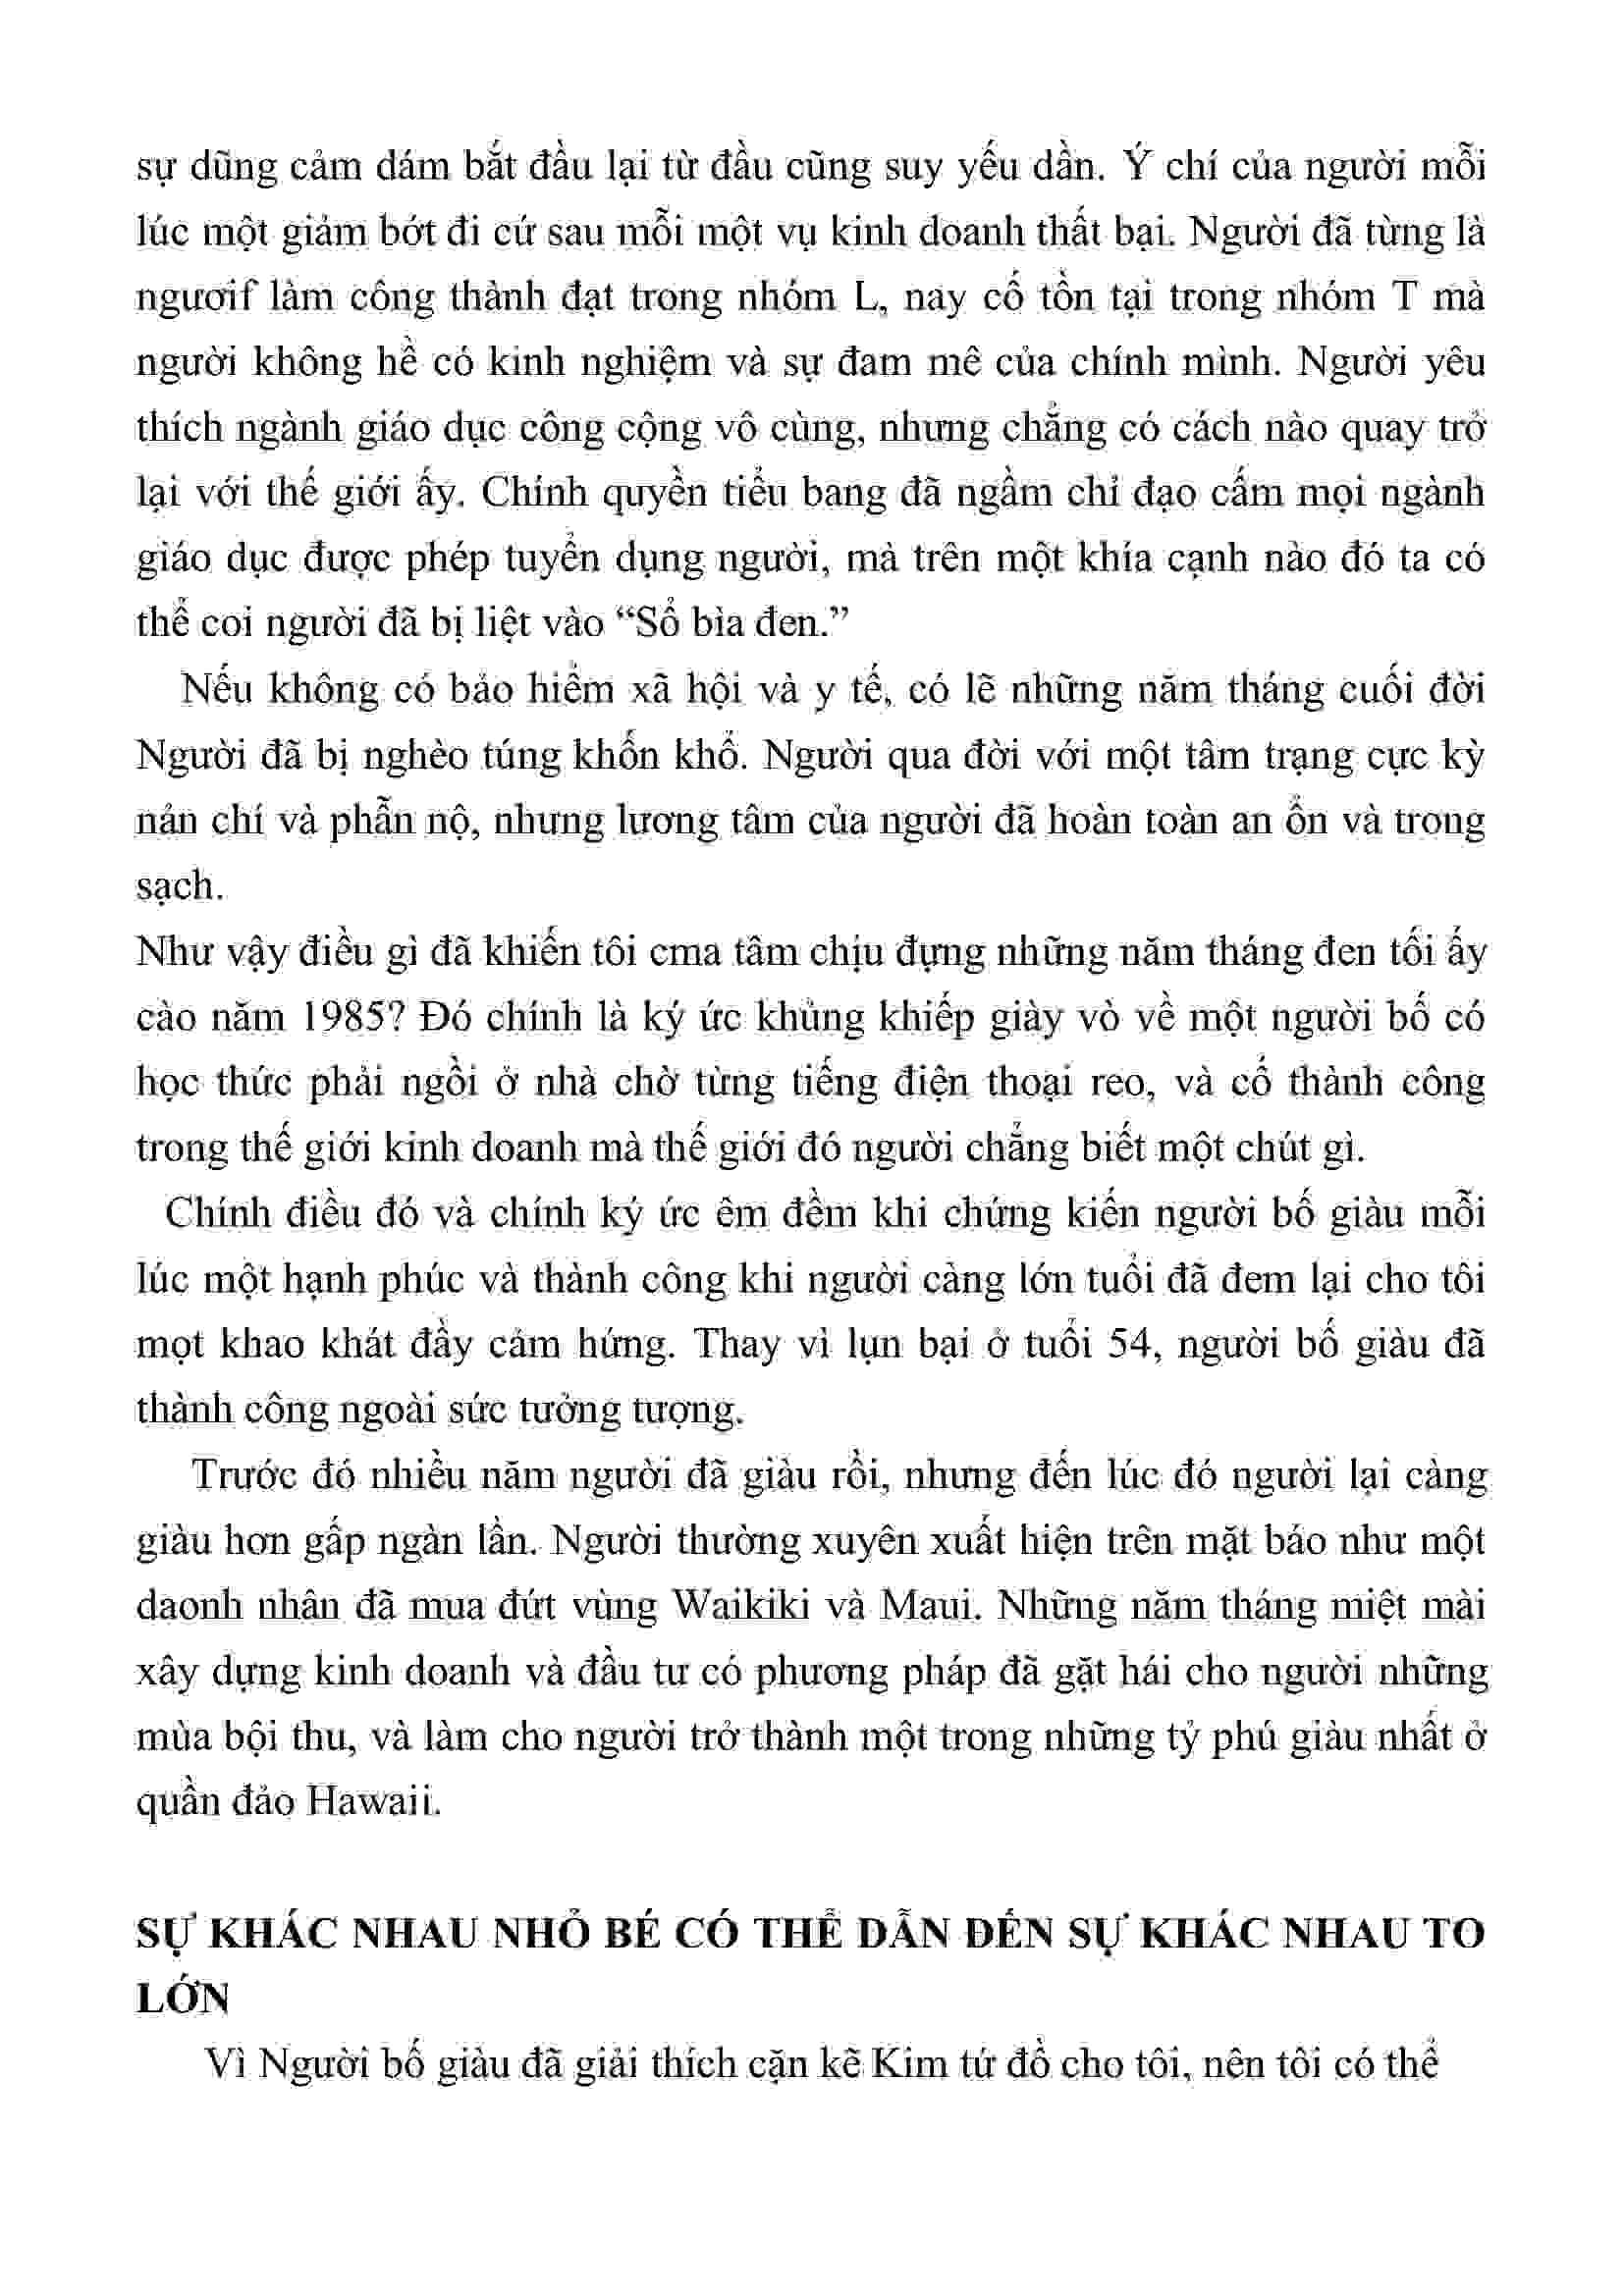 sự dũng cảm dám bắt đầu lại từ đầu cũng suy yếu dần. Ý chí của người mỗi
lúc một giảm bớt đi cứ sau mỗi một vụ kinh doanh thất bại. Người đã từng là
ngươif làm công thành đạt trong nhóm L, nay cố tồn tại trong nhóm T mà
người không hề có kinh nghiệm và sự đam mê của chính mình. Người yêu
thích ngành giáo dục công cộng vô cùng, nhưng chẳng có cách nào quay trở
lại với thế giới ấy. Chính quyền tiểu bang đã ngầm chỉ đạo cấm mọi ngành
giáo dục được phép tuyển dụng người, mà trên một khía cạnh nào đó ta có
thể coi người đã bị liệt vào “Sổ bìa đen.”
Nếu không có bảo hiểm xã hội và y tế, có lẽ những năm tháng cuối đời
Người đã bị nghèo túng khốn khổ. Người qua đời với một tâm trạng cực kỳ
nản chí và phẫn nộ, nhưng lương tâm của người đã hoàn toàn an ổn và trong
sạch.
Như vậy điều gì đã khiến tôi cma tâm chịu đựng những năm tháng đen tối ấy
cào năm 1985? Đó chính là ký ức khủng khiếp giày vò về một người bố có
học thức phải ngồi ở nhà chờ từng tiếng điện thoại reo, và cố thành công
trong thế giới kinh doanh mà thế giới đó người chẳng biết một chút gì.
Chính điều đó và chính ký ức êm đềm khi chứng kiến người bố giàu mỗi
lúc một hạnh phúc và thành công khi người càng lớn tuổi đã đem lại cho tôi
mọt khao khát đầy cảm hứng. Thay vì lụn bại ở tuổi 54, người bố giàu đã
thành công ngoài sức tưởng tượng.
Trước đó nhiều năm người đã giàu rồi, nhưng đến lúc đó người lại càng
giàu hơn gấp ngàn lần. Người thường xuyên xuất hiện trên mặt báo như một
daonh nhân đã mua đứt vùng Waikiki và Maui. Những năm tháng miệt mài
xây dựng kinh doanh và đầu tư có phương pháp đã gặt hái cho người những
mùa bội thu, và làm cho người trở thành một trong những tỷ phú giàu nhất ở
quần đảo Hawaii.
SỰ KHÁC NHAU NHỎ BÉ CÓ THỂ DẪN ĐẾN SỰ KHÁC NHAU TO
LỚN
Vì Người bố giàu đã giải thích cặn kẽ Kim tứ đồ cho tôi, nên tôi có thể